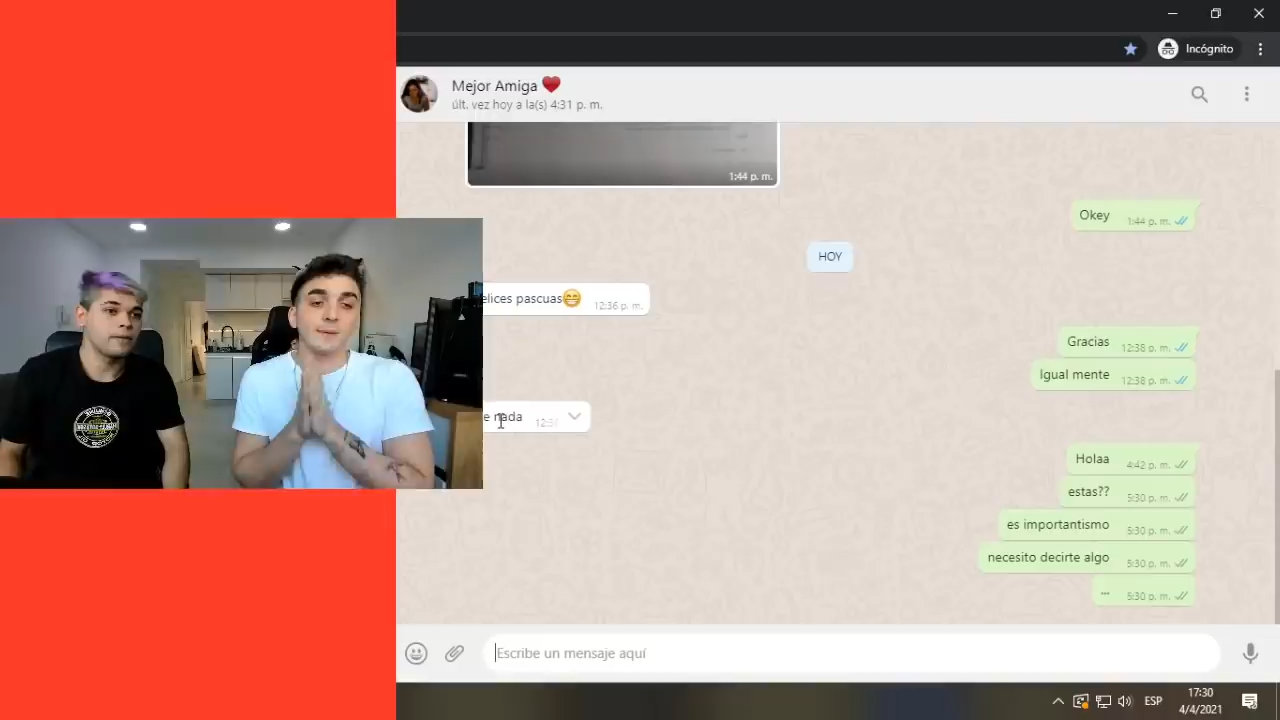 Incógnito
Mejor Amiga ❤️
últ. vez hoy a la(s) 4:31 p. m.
1:44 p. m.
Okey
1:44 p. m.
HOY
elices pascuas😁
12:36 p. m.
Gracias
12:38 p. m.
Igual mente
12:38 p. m.
e nada
Holaa
4:42 p. m.
estas??
5:30 p. m.
es importantismo
5:30 p. m.
necesito decirte algo
5:30 p. m.
...
5:30 p. m.
Escribe un mensaje aquí
ESP
17:30
4/4/2021